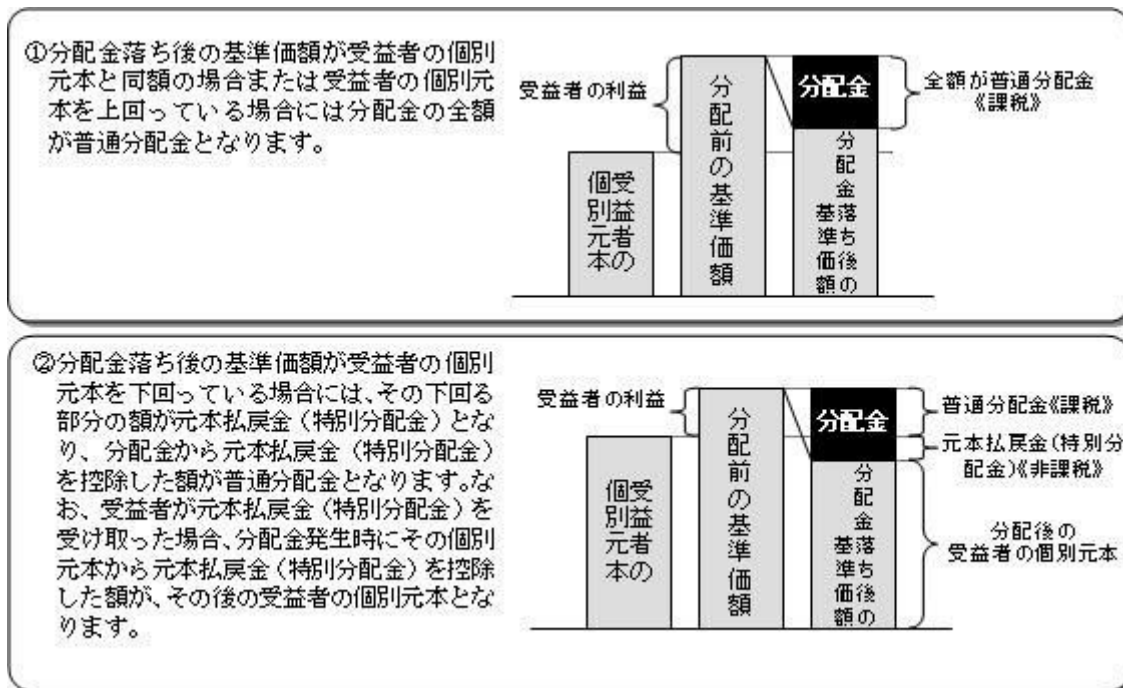 ①分配金落ち後の基準価額が受益者の個別
元本と同額の場合または受益者の個別元
本を上回っている場合には分配金の全額
が普通分配金となります。
受益者の利益
個別元本
受益者の
分配前の基準価額
分配金
分配金落ち後の
基準価額
全額が普通分配金
《課税》
②分配金落ち後の基準価額が受益者の個別
元本を下回っている場合には、その下回る
部分の額が元本払戻金(特別分配金)とな
り、分配金から元本払戻金(特別分配金)
を控除した額が普通分配金となります。な
お、受益者が元本払戻金(特別分配金)を
受け取った場合、分配金発生時にその個別
元本から元本払戻金(特別分配金)を控除
した額が、その後の受益者の個別元本とな
ります。
受益者の利益
受益者の
個別元本
分配前の基準価額
分配金
分配金落ち後の
基準価額
普通分配金《課税》
元本払戻金(特別分
配金)《非課税》
分配後の
受益者の個別元本